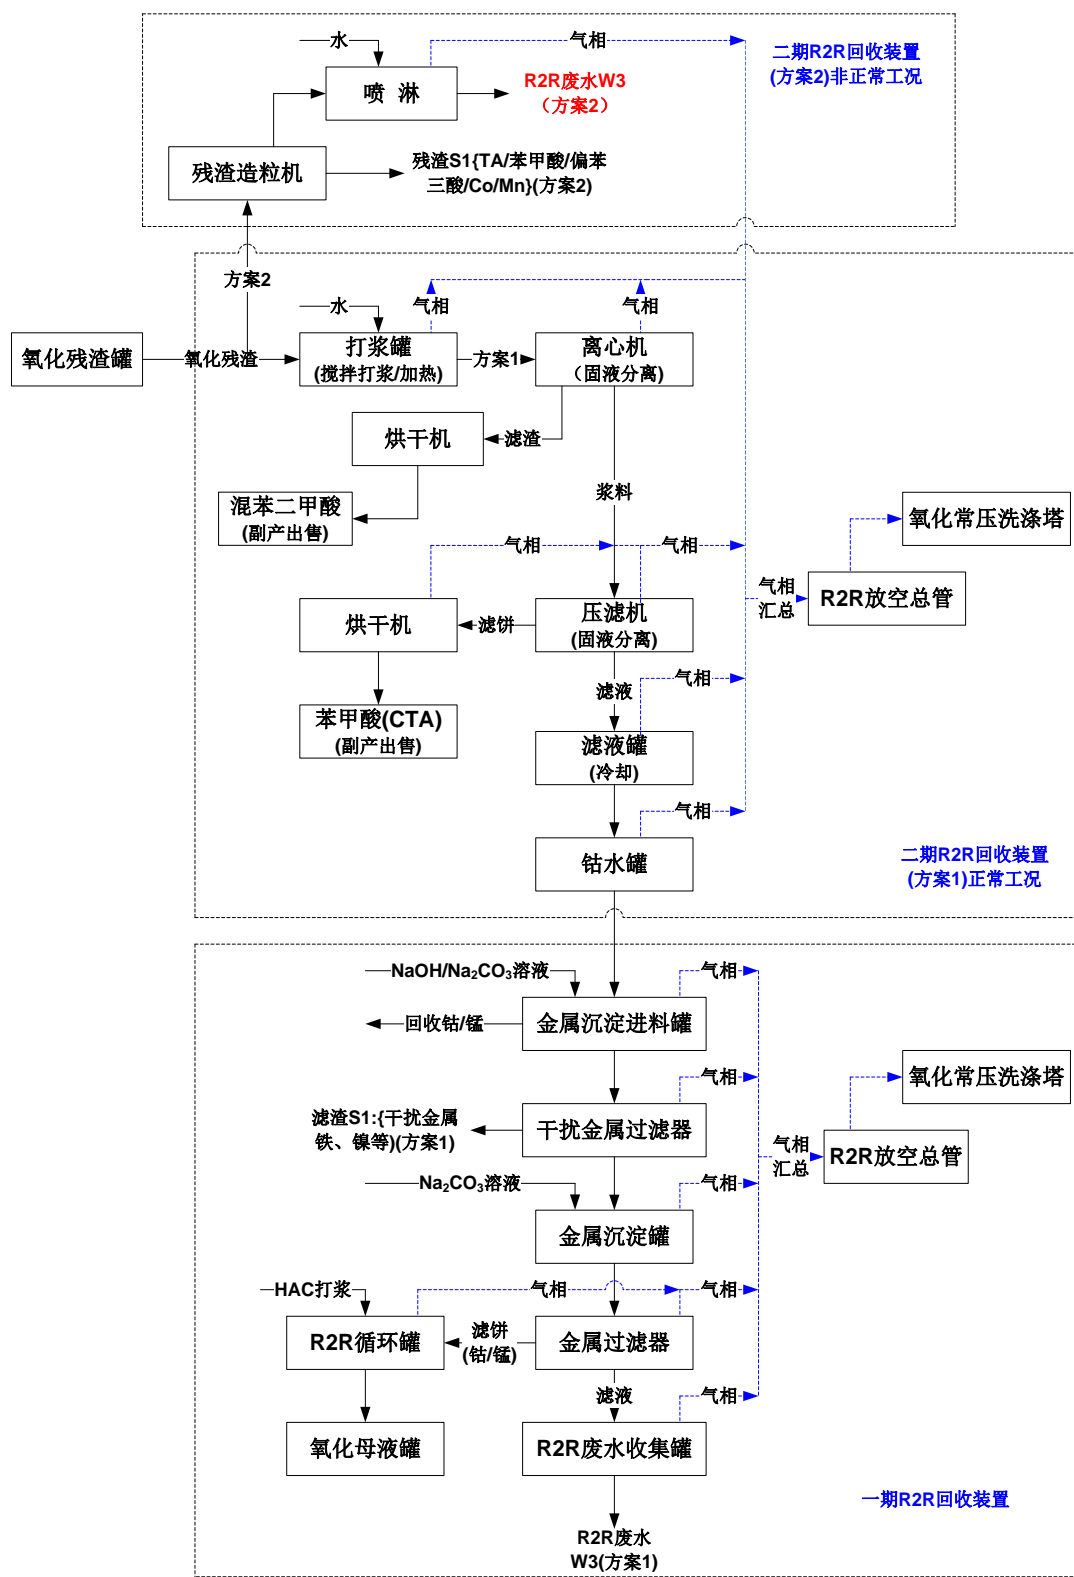 水
气相
二期R2R回收装置
(方案2)非正常工况
喷 淋
R2R废水W3
（方案2）
残渣造粒机
残渣S1{TA/苯甲酸/偏苯
三酸/Co/Mn}(方案2)
方案2
水
气相
气相
氧化残渣罐
氧化残渣
打浆罐
(搅拌打浆/加热)
方案1
离心机
（固液分离)
烘干机
滤渣
混苯二甲酸
(副产出售)
浆料
氧化常压洗涤塔
气相
气相
气相
汇总
R2R放空总管
烘干机
滤饼
压滤机
(固液分离)
滤液
气相
苯甲酸(CTA)
(副产出售)
滤液罐
(冷却)
气相
钴水罐
二期R2R回收装置
(方案1)正常工况
NaOH/Na₂CO₃溶液
气相
回收钴/锰
金属沉淀进料罐
气相
氧化常压洗涤塔
滤渣S1:{干扰金属
铁、镍等)(方案1)
干扰金属过滤器
气相
汇总
R2R放空总管
Na₂CO₃溶液
气相
金属沉淀罐
HAC打浆
气相
气相
R2R循环罐
滤饼
(钴/锰)
金属过滤器
滤液
气相
氧化母液罐
R2R废水收集罐
一期R2R回收装置
R2R废水
W3(方案1)